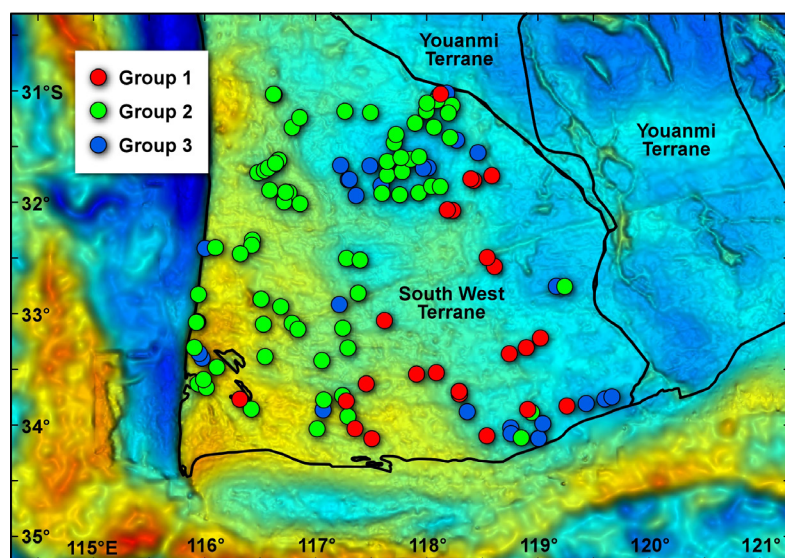 Youanmi
Terrane
31°S
Group 1
Group 2
Group 3
Youanmi
Terrane
32°
33°
South West
Terrane
34°
35°
115°E
116°
117°
118°
119°
120°
121°